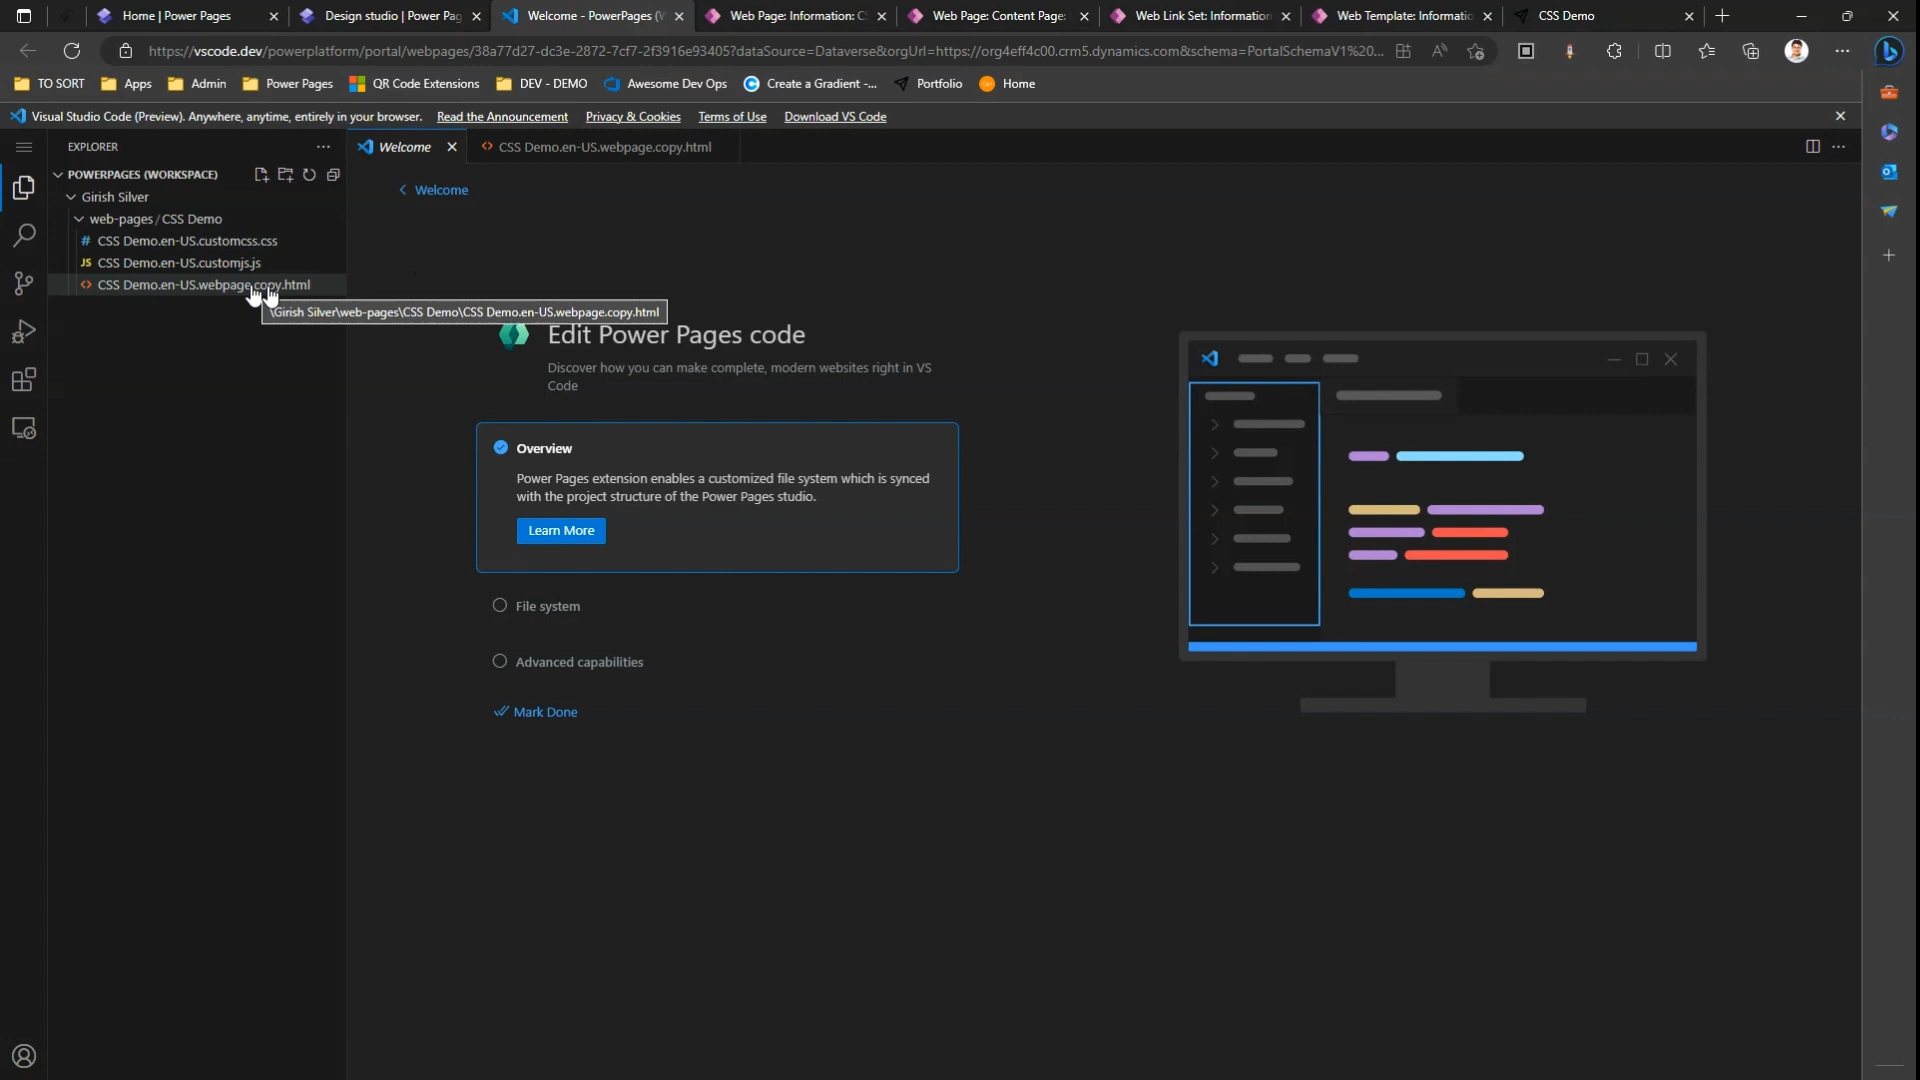 Home | Power Pages
Design studio | Power Pag
Welcome - PowerPages (V
Web Page: Information: C
Web Page: Content Page:
Web Link Set: Information
Web Template: Informatio
CSS Demo
https://vscode.dev/powerplatform/portal/webpages/38a77d27-dc3e-2872-7cf7-2f3916e93405?dataSource=Dataverse&orgUrl=https://org4eff4c00.crm5.dynamics.com&schema=PortalSchemaV1%20...
TO SORT
Apps
Admin
Power Pages
QR Code Extensions
DEV - DEMO
Awesome Dev Ops
Create a Gradient -...
Portfolio
Home
Visual Studio Code (Preview). Anywhere, anytime, entirely in your browser. Read the Announcement Privacy & Cookies Terms of Use Download VS Code
EXPLORER
Welcome
CSS Demo.en-US.webpage.copy.html
POWERPAGES (WORKSPACE)
Girish Silver
web-pages / CSS Demo
# CSS Demo.en-US.customcss.css
JS CSS Demo.en-US.customjs.js
<> CSS Demo.en-US.webpage.copy.html
\Girish Silver\web-pages\CSS Demo\CSS Demo.en-US.webpage.copy.html
Welcome
Edit Power Pages code
Discover how you can make complete, modern websites right in VS
Code
Overview
Power Pages extension enables a customized file system which is synced
with the project structure of the Power Pages studio.
Learn More
File system
Advanced capabilities
Mark Done